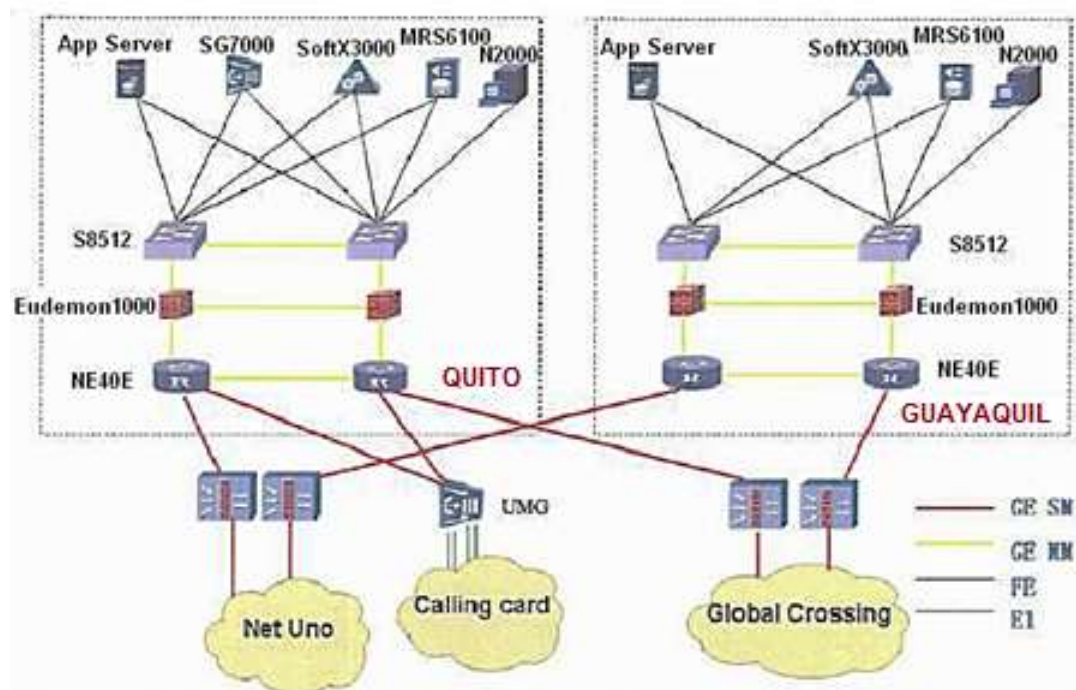 App Server
SG7000
SoftX3000
MRS6100
N2000
S8512
Eudemon1000
NE40E
QUITO
App Server
SoftX3000
MRS6100
N2000
S8512
Eudemon1000
NE40E
GUAYAQUIL
UMG
Net Uno
Calling card
Global Crossing
GE SM
GE MM
FE
E1